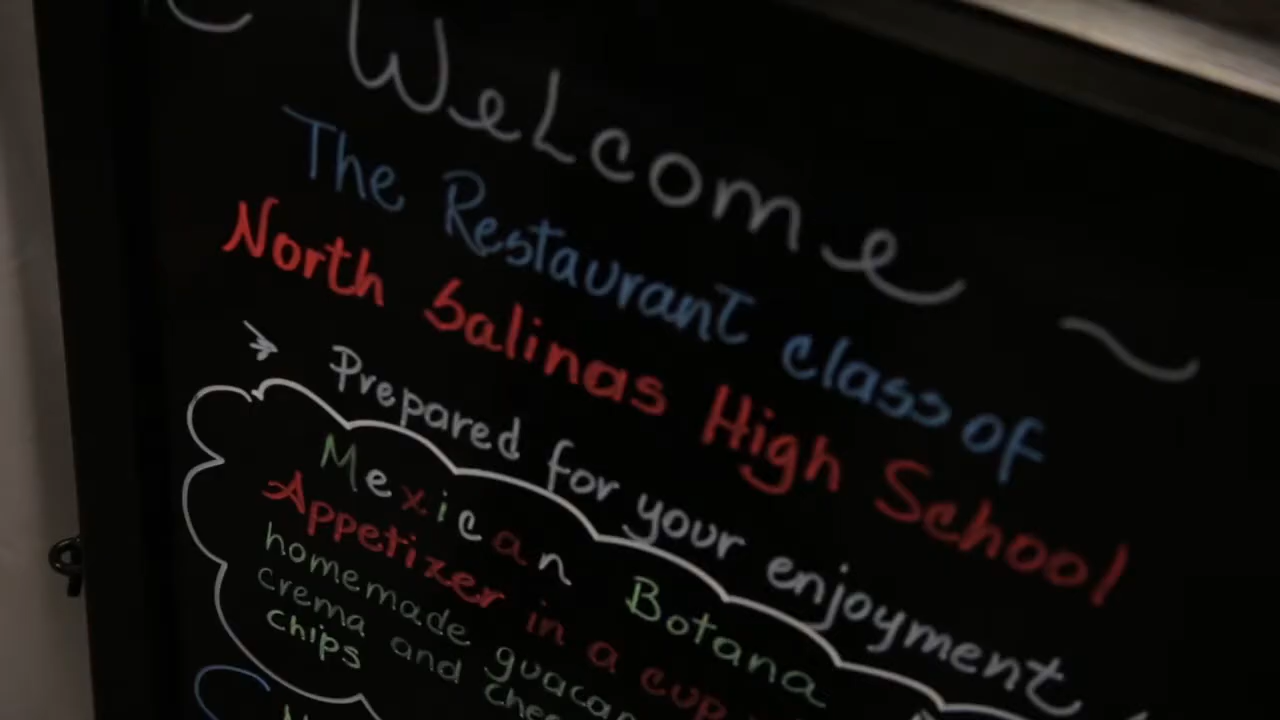 Welcome
The Restaurant class of
North Salinas High School
Prepared for your enjoyment
Mexican Botana
Appetizer in a cup
homemade
crema and
chips